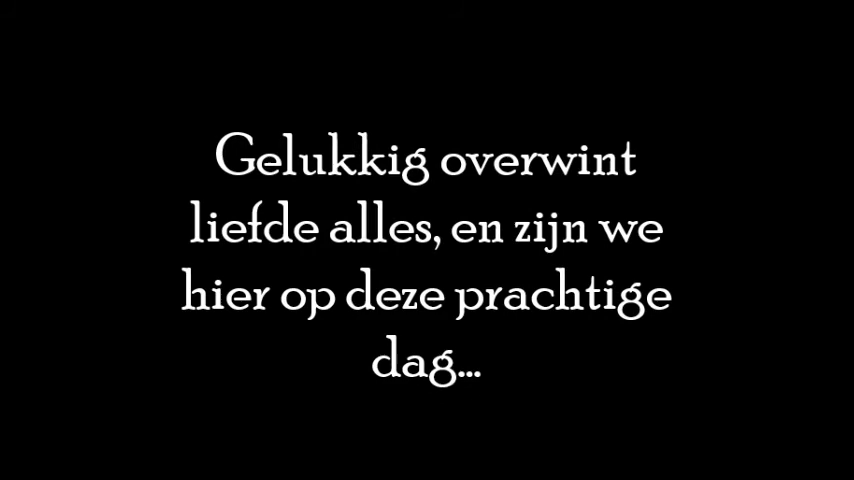 Gelukkig overwint
liefde alles, en zijn we
hier op deze prachtige
dag...